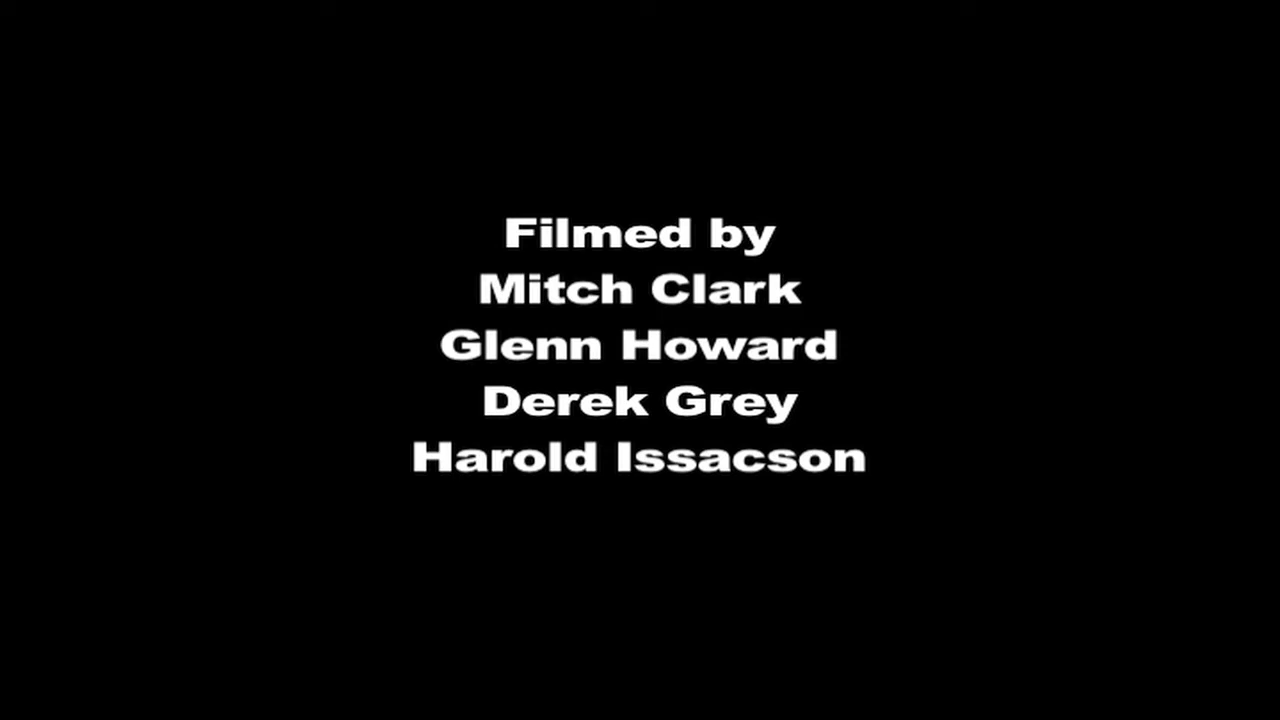 Filmed by
Mitch Clark
Glenn Howard
Derek Grey
Harold Issacson